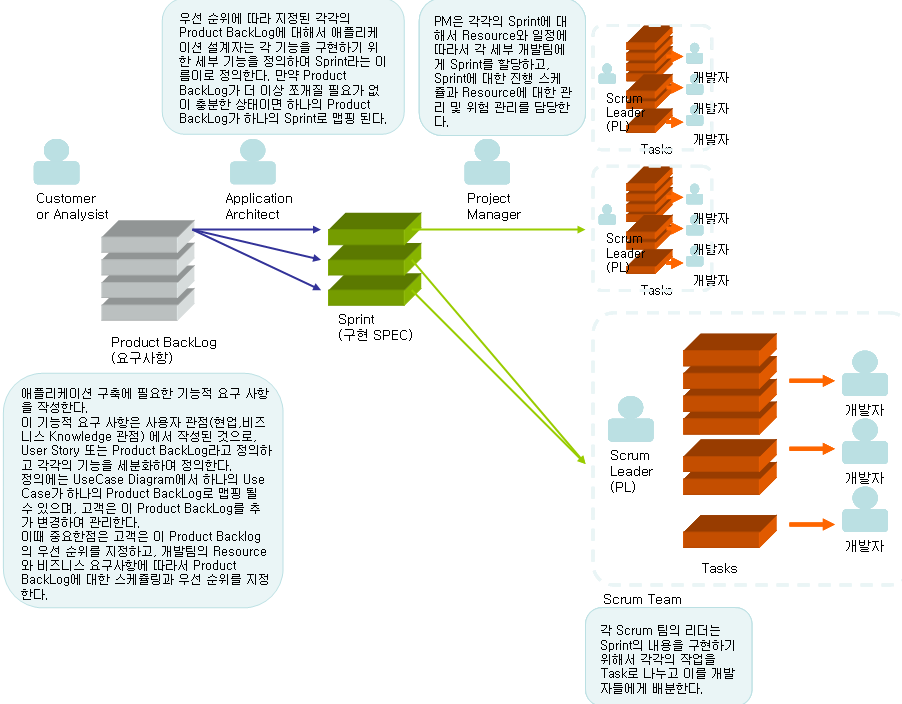 우선 순위에 따라 지정된 각각의
Product BackLog에 대해서 애플리케
이션 설계자는 각 기능을 구현하기 위
한 세부 기능을 정의하며 Sprint라는 이
름이로 정의한다. 만약 Product
BackLog가 더 이상 쪼개질 필요가 없
이 충분한 상태이면 하나의 Product
BackLog가 하나의 Sprint로 맵핑 된다.
PM은 각각의 Sprint에 대
해서 Resource와 일정에
따라서 각 세부 개발팀에
게 Sprint를 할당하고,
Sprint에 대한 진행 스케
쥴과 Resource에 대한 관
리 및 위험 관리를 담당한
다.
Scrum
Leader
(PL)
Tasks
개발자
개발자
개발자
Customer
or Analysist
Application
Architect
Project
Manager
Scrum
Leader
(PL)
Tasks
개발자
개발자
개발자
Product BackLog
(요구사항)
Sprint
(구현 SPEC)
Scrum
Leader
(PL)
Tasks
개발자
개발자
개발자
Scrum Team
애플리케이션 구축에 필요한 기능적 요구 사항
을 작성한다.
이 기능적 요구 사항은 사용자 관점(현업,비즈
니스 Knowledge 관점) 에서 작성된 것으로,
User Story 또는 Product BackLog라고 정의하
고 각각의 기능을 세분화하여 정의한다.
정의에는 UseCase Diagram에서 하나의 Use
Case가 하나의 Product BackLog로 맵핑 될
수 있으며, 고객은 이 Product BackLog를 추
가 변경하여 관리한다.
이때 중요한점은 고객은 이 Product Backlog
의 우선 순위를 지정하고, 개발팀의 Resource
와 비즈니스 요구사항에 따라서 Product
BackLog에 대한 스케쥴링과 우선 순위를 지정
한다.
각 Scrum 팀의 리더는
Sprint의 내용을 구현하기
위해서 각각의 작업을
Task로 나누고 이를 개발
자들에게 배분한다.